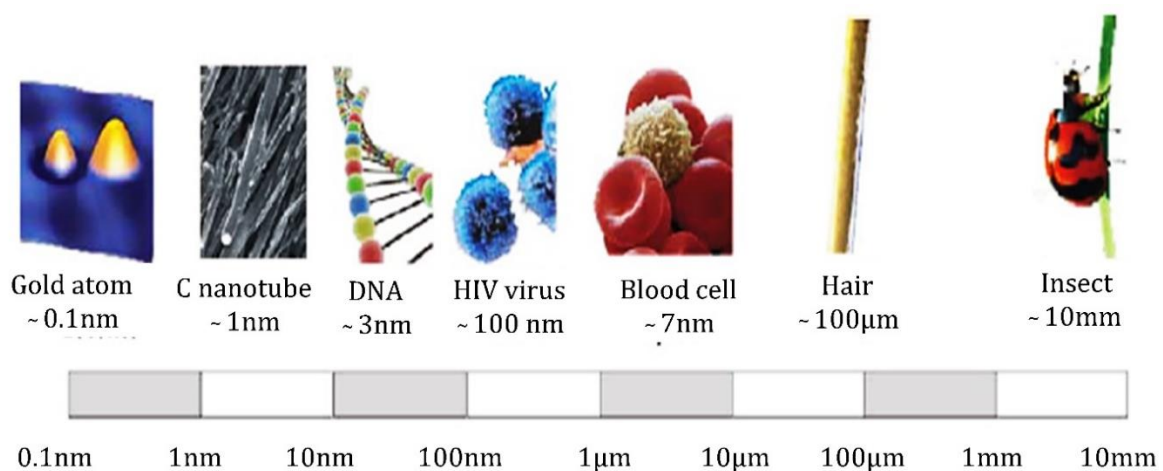 Gold atom
~ 0.1nm
C nanotube
~ 1nm
DNA
~ 3nm
HIV virus
~ 100 nm
Blood cell
~ 7nm
Hair
~ 100μm
Insect
~ 10mm
0.1nm 1nm 10nm 100nm 1μm 10μm 100μm 1mm 10mm